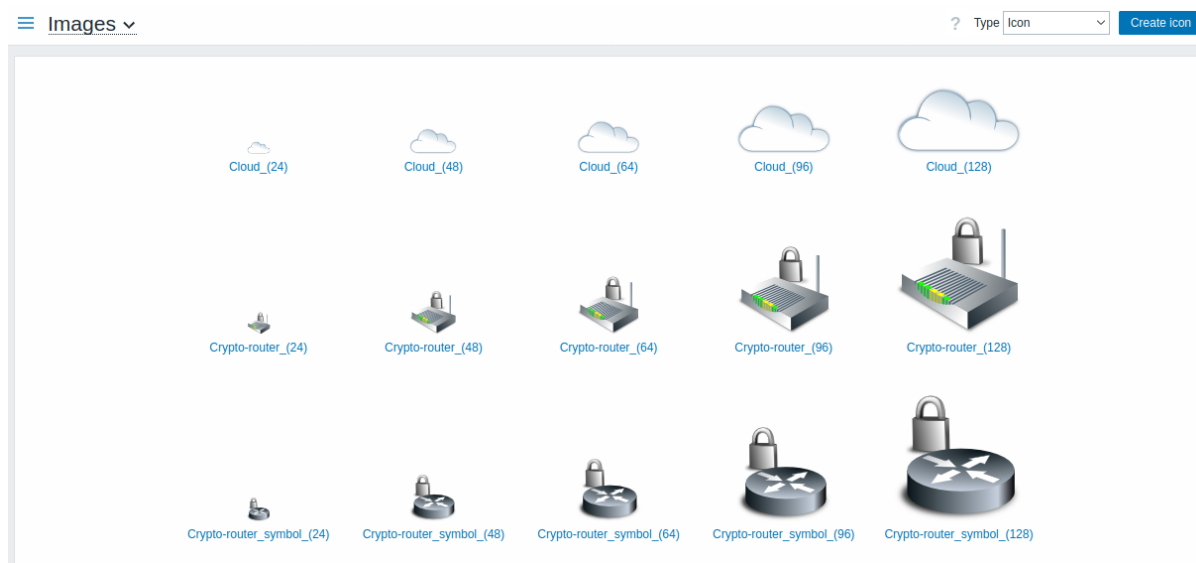 Images
? Type Icon Create icon
Cloud_(24) Cloud_(48) Cloud_(64) Cloud_(96) Cloud_(128)
Crypto-router_(24) Crypto-router_(48) Crypto-router_(64) Crypto-router_(96) Crypto-router_(128)
Crypto-router_symbol_(24) Crypto-router_symbol_(48) Crypto-router_symbol_(64) Crypto-router_symbol_(96) Crypto-router_symbol_(128)